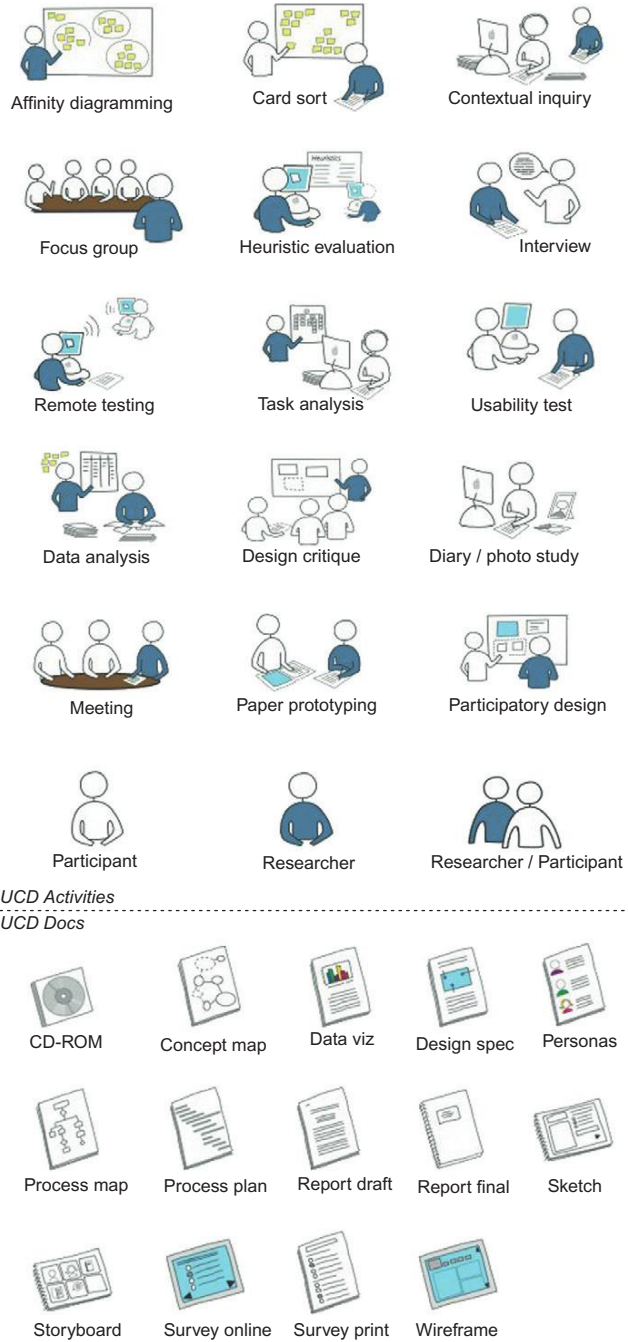 Affinity diagramming
Card sort
Contextual inquiry
Heuristics
Focus group
Heuristic evaluation
Interview
Remote testing
Task analysis
Usability test
Data analysis
Design critique
Diary / photo study
Meeting
Paper prototyping
Participatory design
Participant
Researcher
Researcher / Participant
UCD Activities
UCD Docs
CD-ROM
Concept map
Data viz
Design spec
Personas
Process map
Process plan
Report draft
Report final
Sketch
Storyboard
Survey online
Survey print
Wireframe